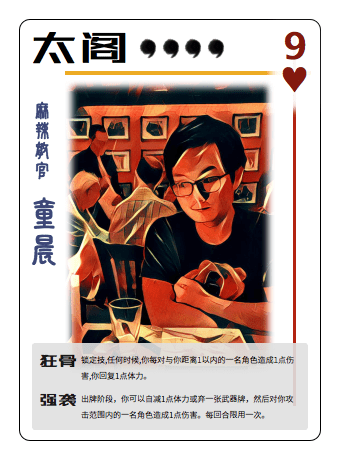 太阁
9
麻辣教官
童晨
狂骨 锁定技,任何时候,你每对与你距离1以内的一名角色造成1点伤
害,你回复1点体力。
强袭 出牌阶段，你可以自减1点体力或弃一张武器牌，然后对你攻
击范围内的一名角色造成1点伤害。每回合限用一次。